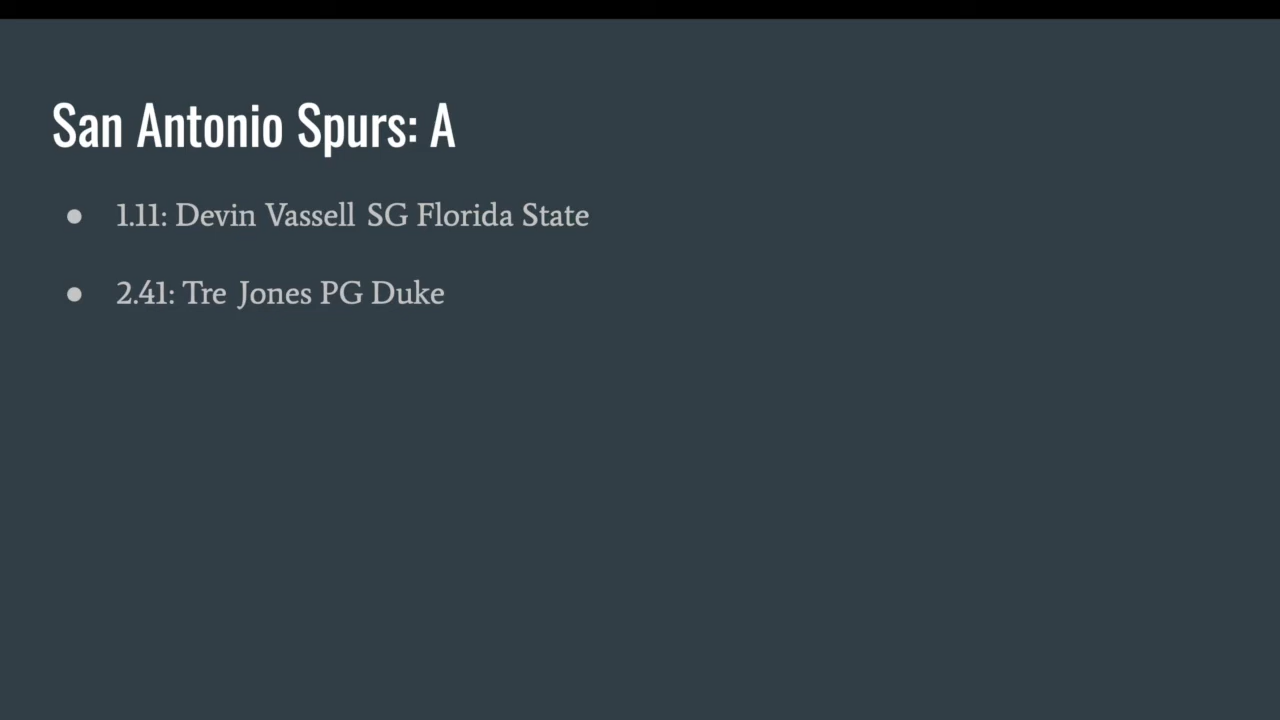 San Antonio Spurs: A
● 1.11: Devin Vassell SG Florida State
● 2.41: Tre Jones PG Duke